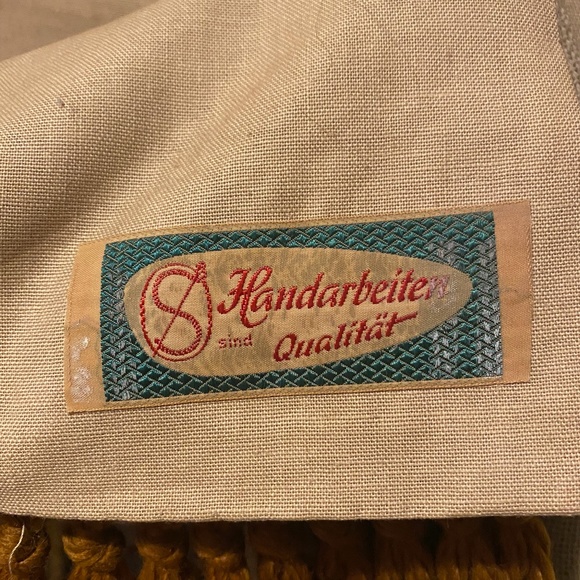 S Handarbeiten
sind Qualität